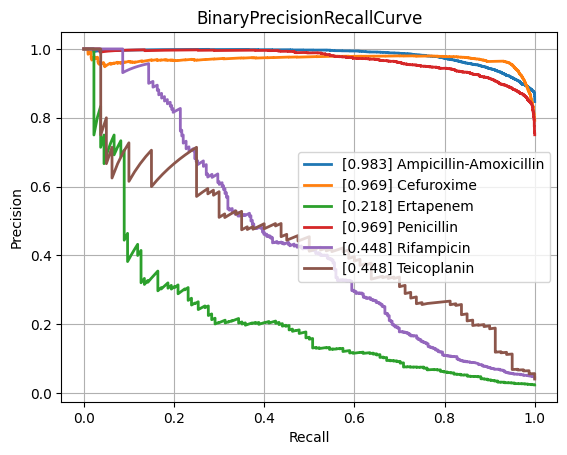 BinaryPrecisionRecallCurve
Precision
1.0
0.8
0.6
0.4
0.2
0.0
[0.983] Ampicillin-Amoxicillin
[0.969] Cefuroxime
[0.218] Ertapenem
[0.969] Penicillin
[0.448] Rifampicin
[0.448] Teicoplanin
0.0 0.2 0.4 0.6 0.8 1.0
Recall